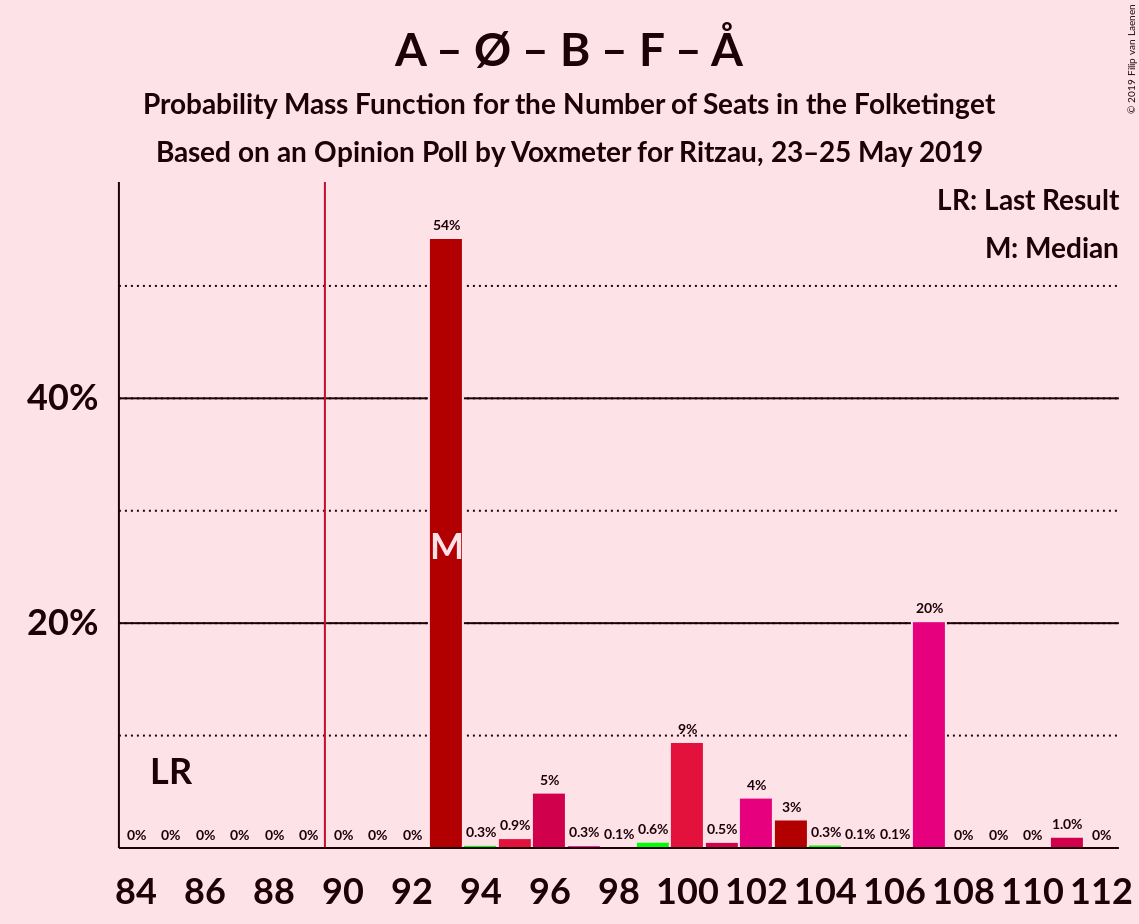 A – Ø – B – F – Å
Probability Mass Function for the Number of Seats in the Folketinget
Based on an Opinion Poll by Voxmeter for Ritzau, 23–25 May 2019
© 2019 Filip van Laenen
LR: Last Result
M: Median
54%
40%
M
20%
20%
LR
0% 0% 0% 0% 0% 0% 0% 0% 0% 0.3% 0.9% 5% 0.3% 0.1% 0.6% 9% 0.5% 4% 3% 0.3% 0.1% 0.1% 0% 0% 0% 1.0% 0%
84 86 88 90 92 94 96 98 100 102 104 106 108 110 112